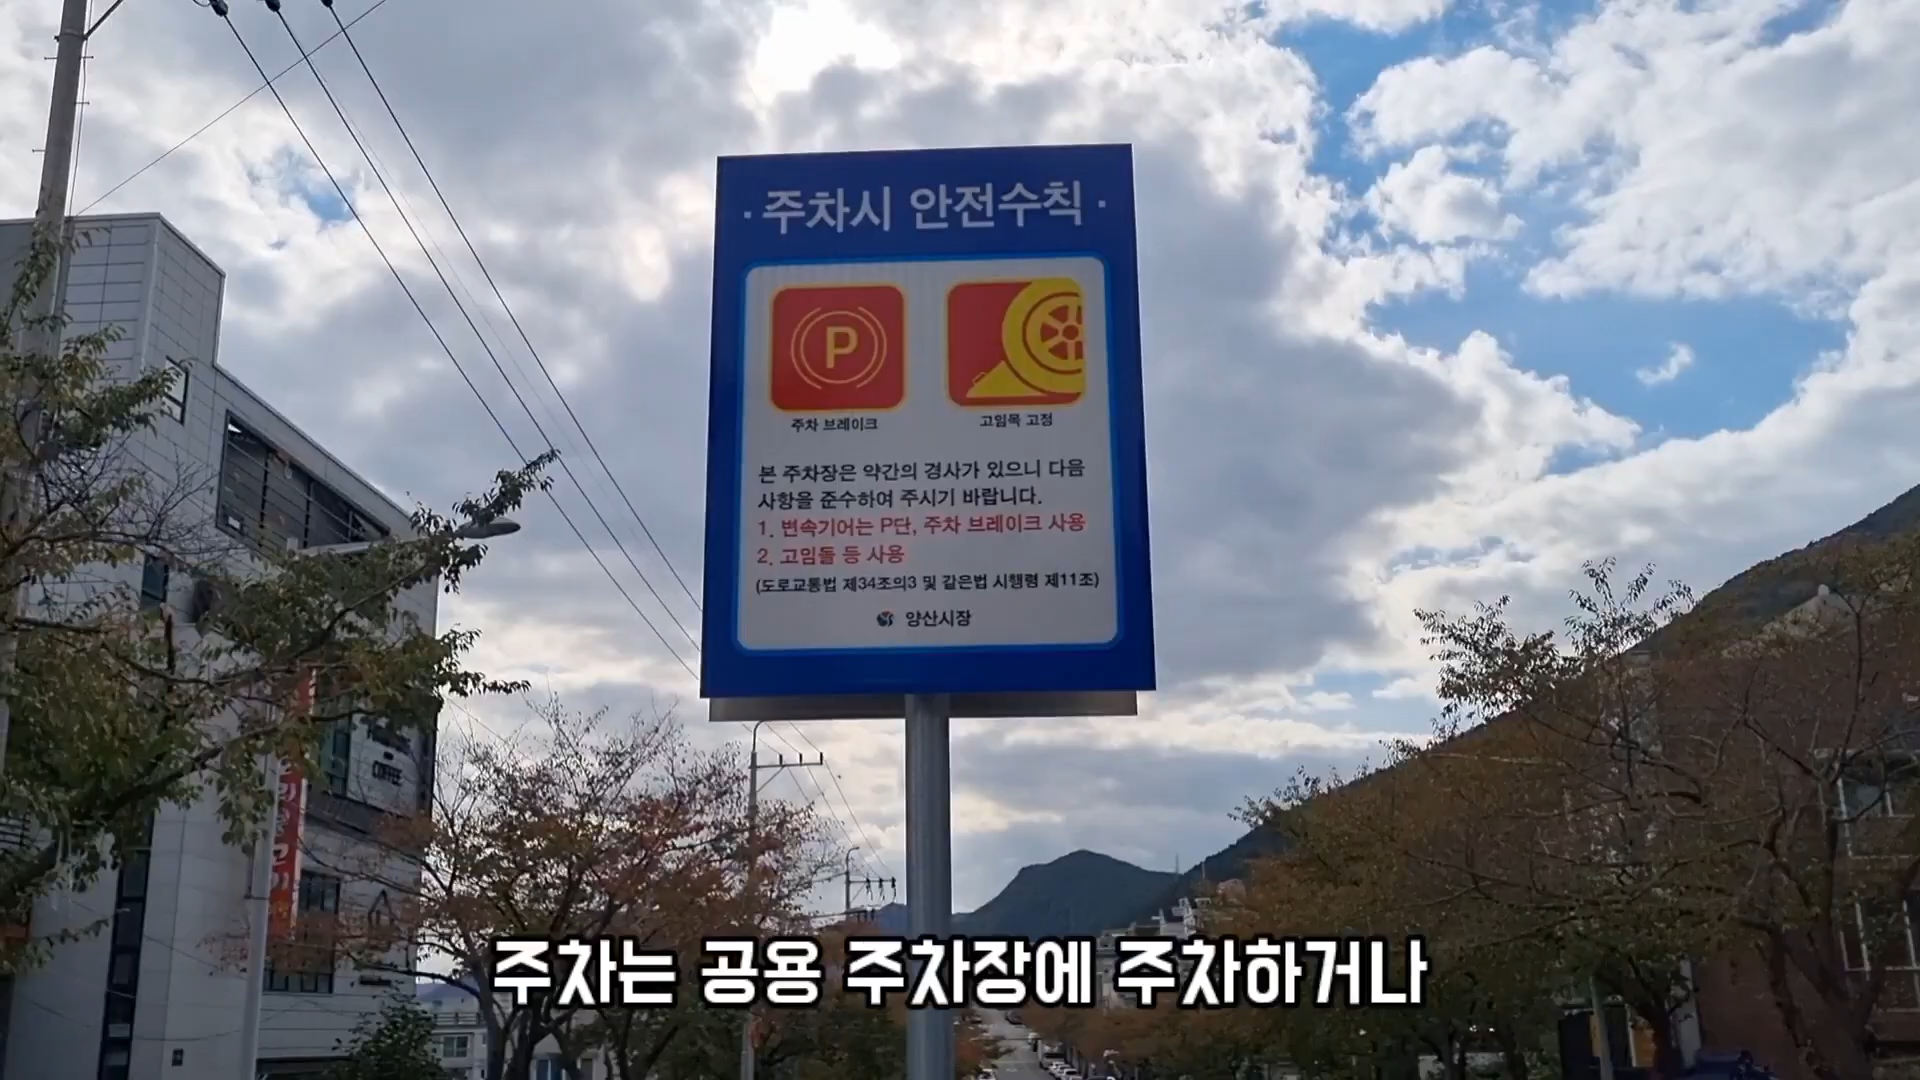 · 주차시 안전수칙 ·
P
주차 브레이크
고임목 고정
본 주차장은 약간의 경사가 있으니 다음
사항을 준수하여 주시기 바랍니다.
1. 변속기어는 P단, 주차 브레이크 사용
2. 고임돌 등 사용
(도로교통법 제34조의3 및 같은법 시행령 제11조)
양산시장
COFFEE
주차는 공용 주차장에 주차하거나